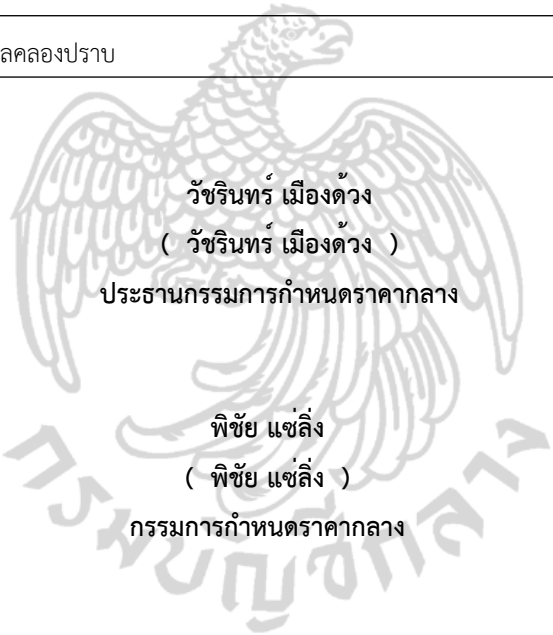 ลคลองปราบ
วัชรินทร์ เมืองด้วง
( วัชรินทร์ เมืองด้วง )
ประธานกรรมการกำหนดราคากลาง
พิชัย แซ่ลิ่ง
( พิชัย แซ่ลิ่ง )
กรรมการกำหนดราคากลาง
กรมบัญชีกลาง